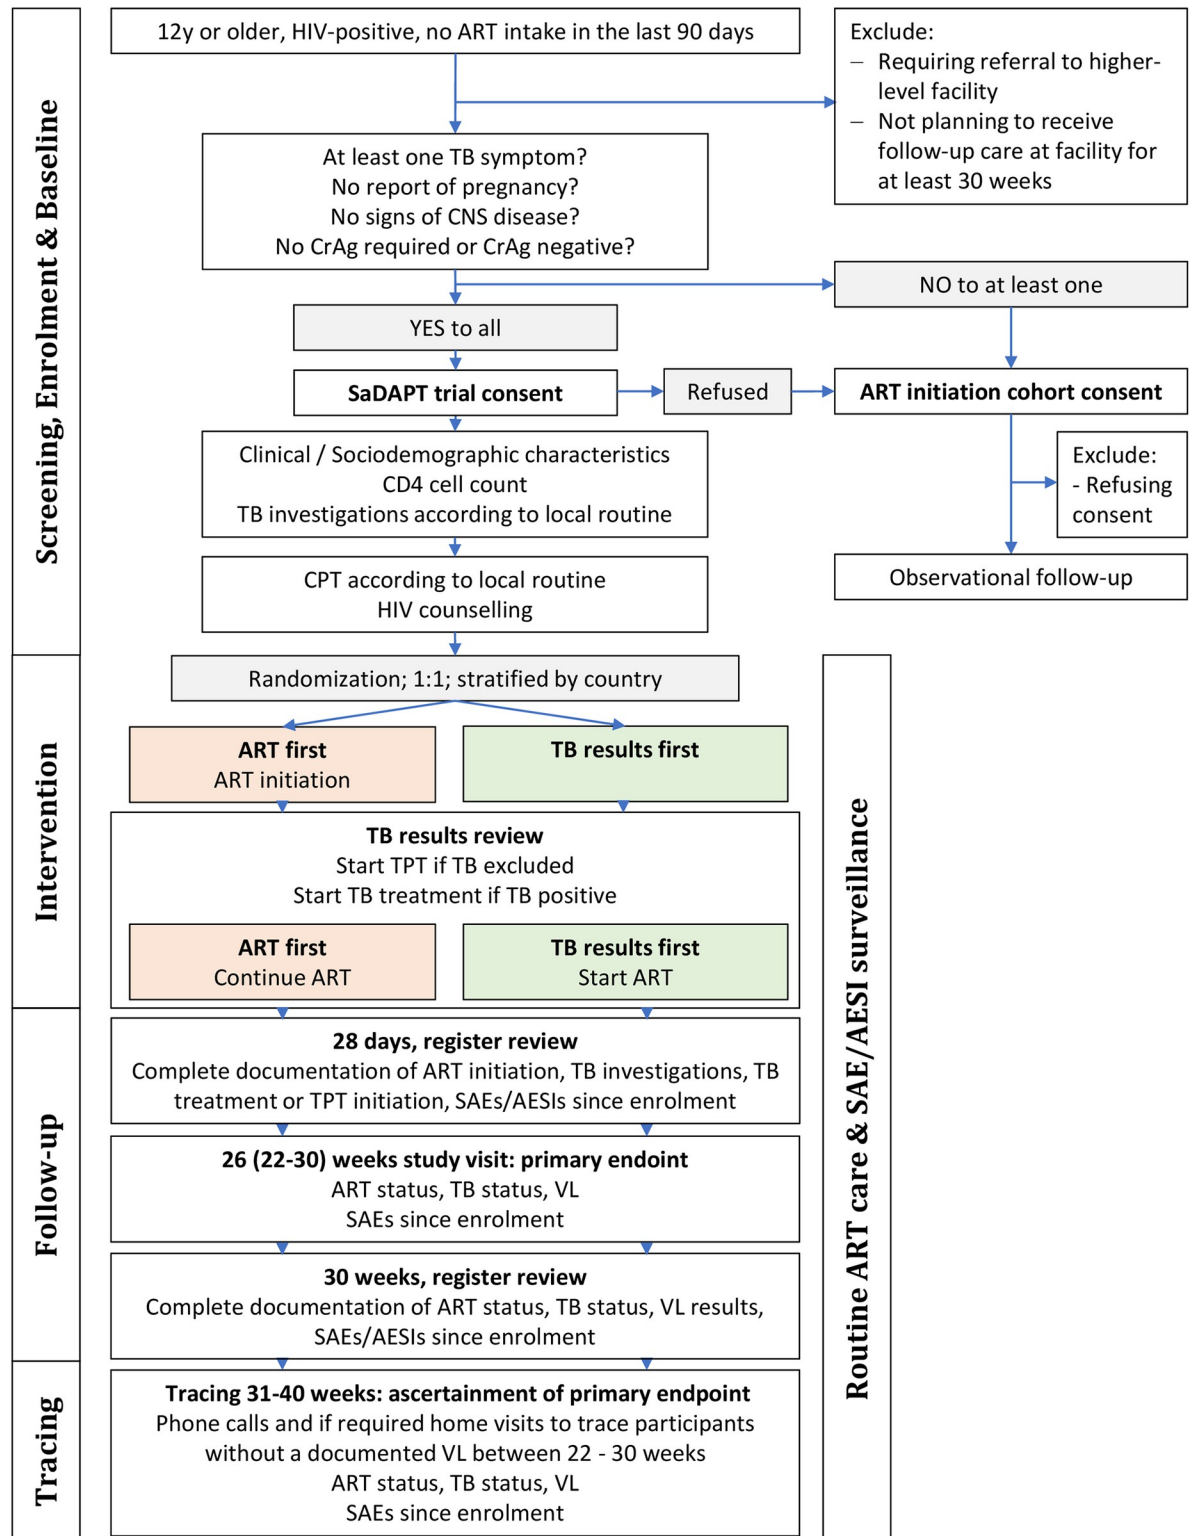 Screening, Enrolment & Baseline
12y or older, HIV-positive, no ART intake in the last 90 days
Exclude:
– Requiring referral to higher-
level facility
– Not planning to receive
follow-up care at facility for
at least 30 weeks
At least one TB symptom?
No report of pregnancy?
No signs of CNS disease?
No CrAg required or CrAg negative?
NO to at least one
YES to all
SaDAPT trial consent
Refused
ART initiation cohort consent
Clinical / Sociodemographic characteristics
CD4 cell count
TB investigations according to local routine
Exclude:
- Refusing
consent
CPT according to local routine
HIV counselling
Observational follow-up
Intervention
Randomization; 1:1; stratified by country
ART first
ART initiation
TB results first
TB results review
Start TPT if TB excluded
Start TB treatment if TB positive
ART first
Continue ART
TB results first
Start ART
Routine ART care & SAE/AESI surveillance
Follow-up
28 days, register review
Complete documentation of ART initiation, TB investigations, TB
treatment or TPT initiation, SAEs/AESIs since enrolment
26 (22-30) weeks study visit: primary endoint
ART status, TB status, VL
SAEs since enrolment
30 weeks, register review
Complete documentation of ART status, TB status, VL results,
SAEs/AESIs since enrolment
Tracing
Tracing 31-40 weeks: ascertainment of primary endpoint
Phone calls and if required home visits to trace participants
without a documented VL between 22 - 30 weeks
ART status, TB status, VL
SAEs since enrolment